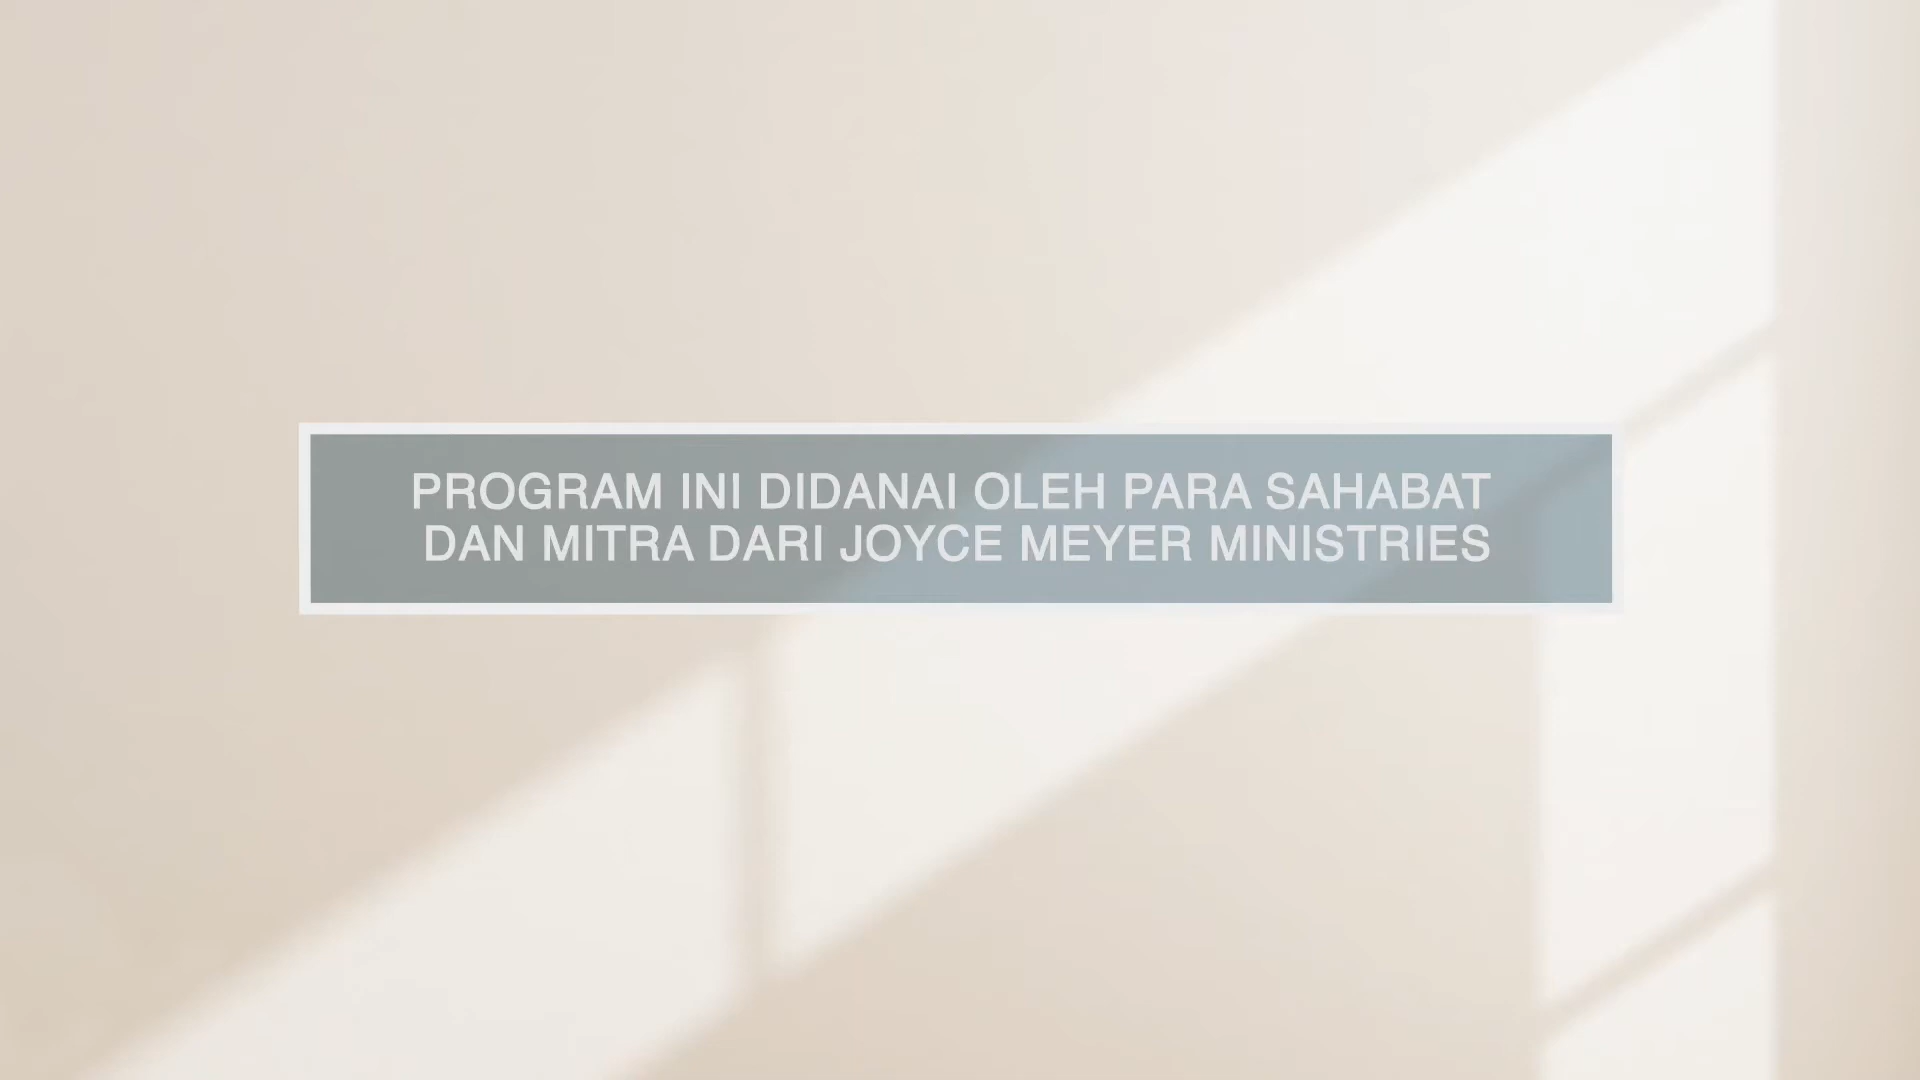 PROGRAM INI DIDANAI OLEH PARA SAHABAT
DAN MITRA DARI JOYCE MEYER MINISTRIES